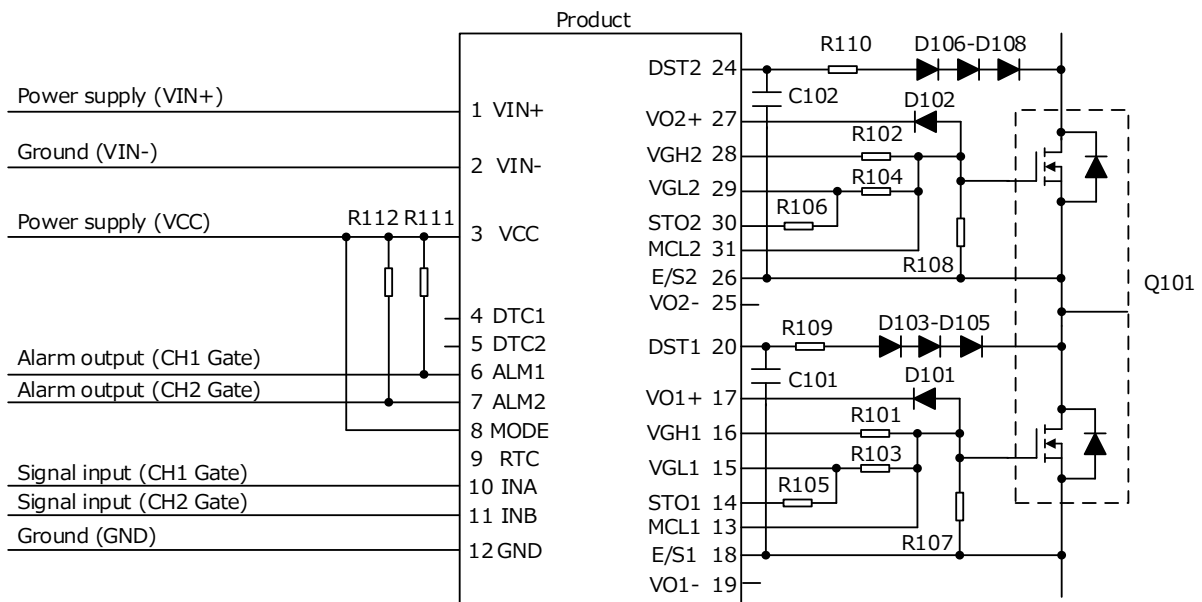 Product
R110 D106-D108
DST2 24
C102
D102
Power supply (VIN+)
1 VIN+
VO2+ 27
R102
VGH2 28
Ground (VIN-)
2 VIN-
R104
VGL2 29
R106
Power supply (VCC)
R112 R111
3 VCC
STO2 30
MCL2 31
R108
E/S2 26
Q101
VO2- 25
4 DTC1
R109 D103-D105
5 DTC2
DST1 20
Alarm output (CH1 Gate)
6 ALM1
C101
D101
Alarm output (CH2 Gate)
7 ALM2
VO1+ 17
R101
8 MODE
VGH1 16
R103
9 RTC
VGL1 15
Signal input (CH1 Gate)
10 INA
R105
STO1 14
Signal input (CH2 Gate)
11 INB
MCL1 13
Ground (GND)
R107
12 GND
E/S1 18
VO1- 19